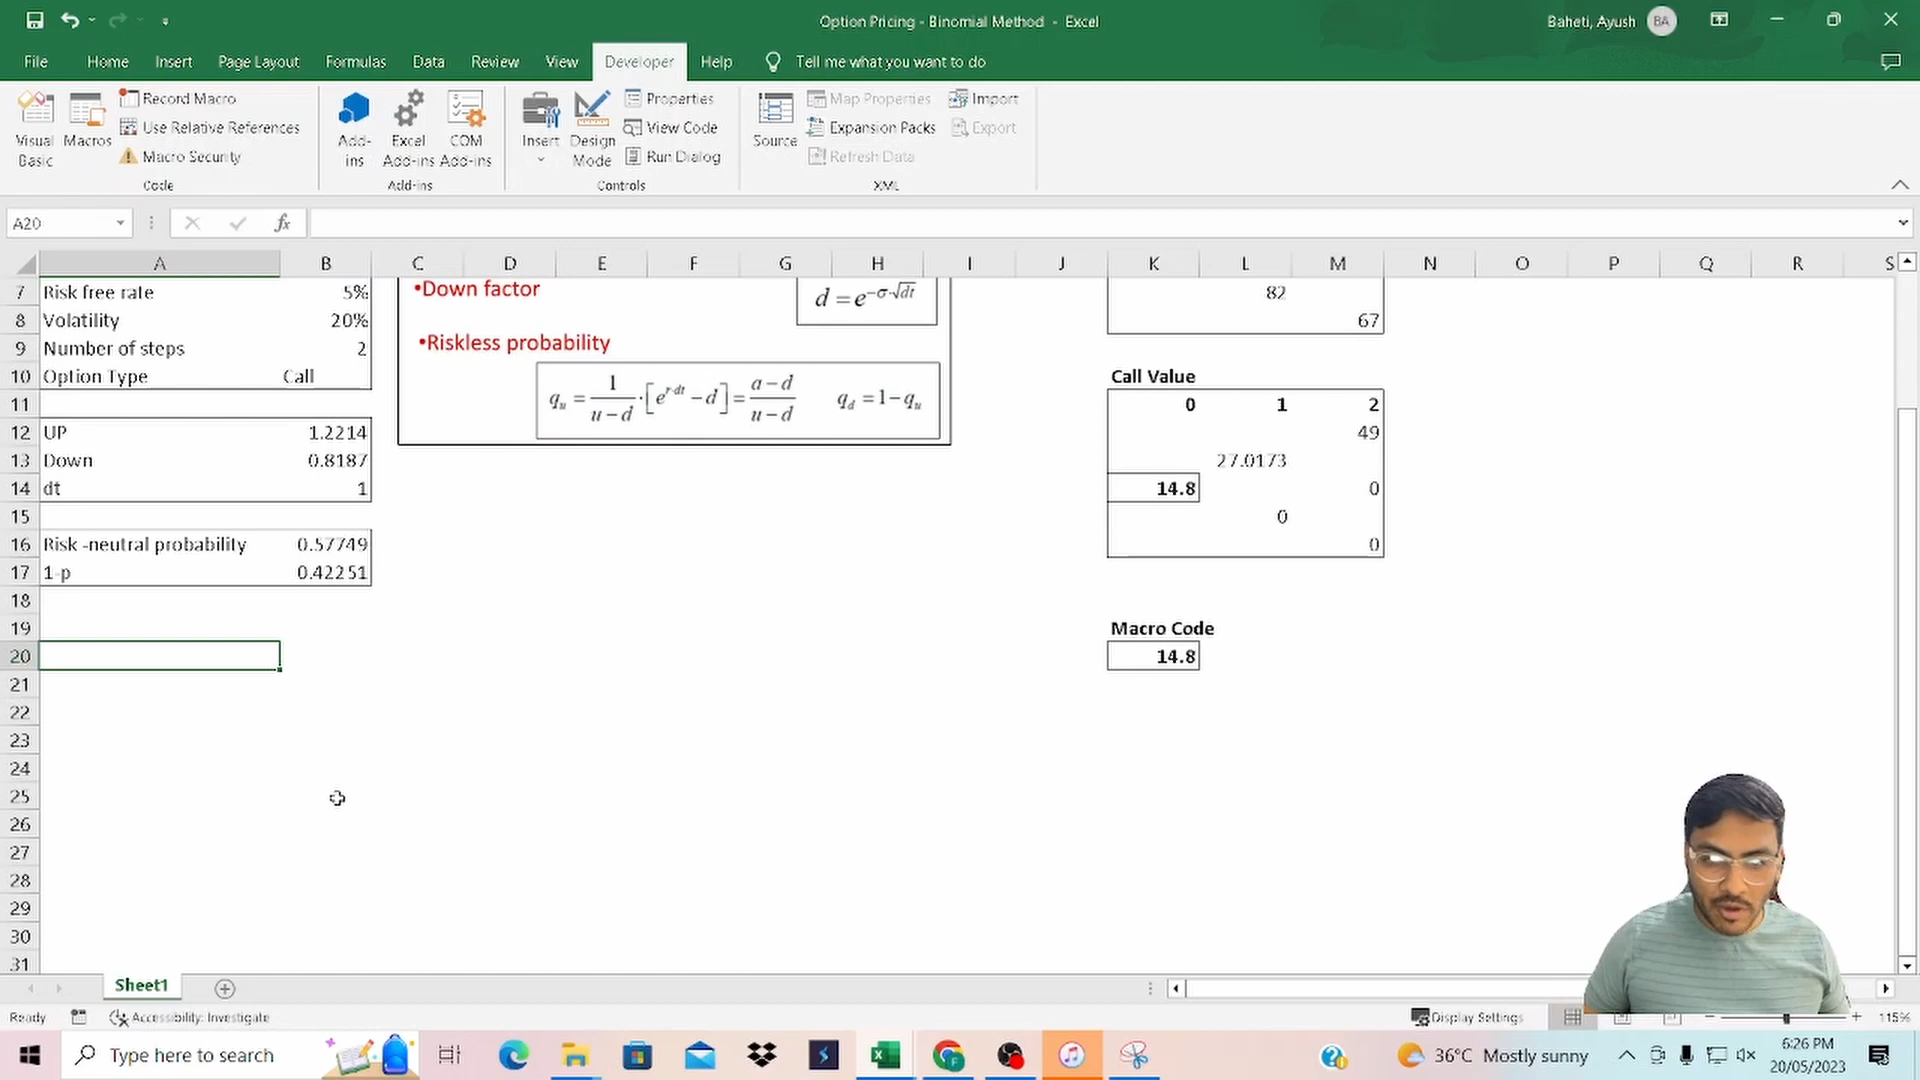 Option Pricing - Binomial Method - Excel
Baheti, Ayush
BA
File Home Insert Page Layout Formulas Data Review View Developer Help Tell me what you want to do
Visual Basic
Macros
Record Macro
Use Relative References
Macro Security
Code
Add-ins
Excel Add-ins
COM Add-ins
Add-ins
Insert
Design Mode
Properties
View Code
Run Dialog
Controls
Source
Map Properties
Expansion Packs
Refresh Data
Import
Export
XML
A20
fx
A B C D E F G H I J K L M N O P Q R S
7 Risk free rate 5%
8 Volatility 20%
9 Number of steps 2
10 Option Type Call
11
12 UP 1.2214
13 Down 0.8187
14 dt 1
15
16 Risk -neutral probability 0.57749
17 1-p 0.42251
18
19
20
21
22
23
24
25
26
27
28
29
30
31
•Down factor
d = e^{-σ·√dt}
•Riskless probability
q_u = 1/(u−d) · [e^{r·dt} − d] = (a−d)/(u−d) q_d = 1 − q_u
82
67
Call Value
0 1 2
49
27.0173
14.8 0
0
0
Macro Code
14.8
Sheet1
Ready
Accessibility: Investigate
Display Settings
115%
Type here to search
36°C Mostly sunny
6:26 PM
20/05/2023